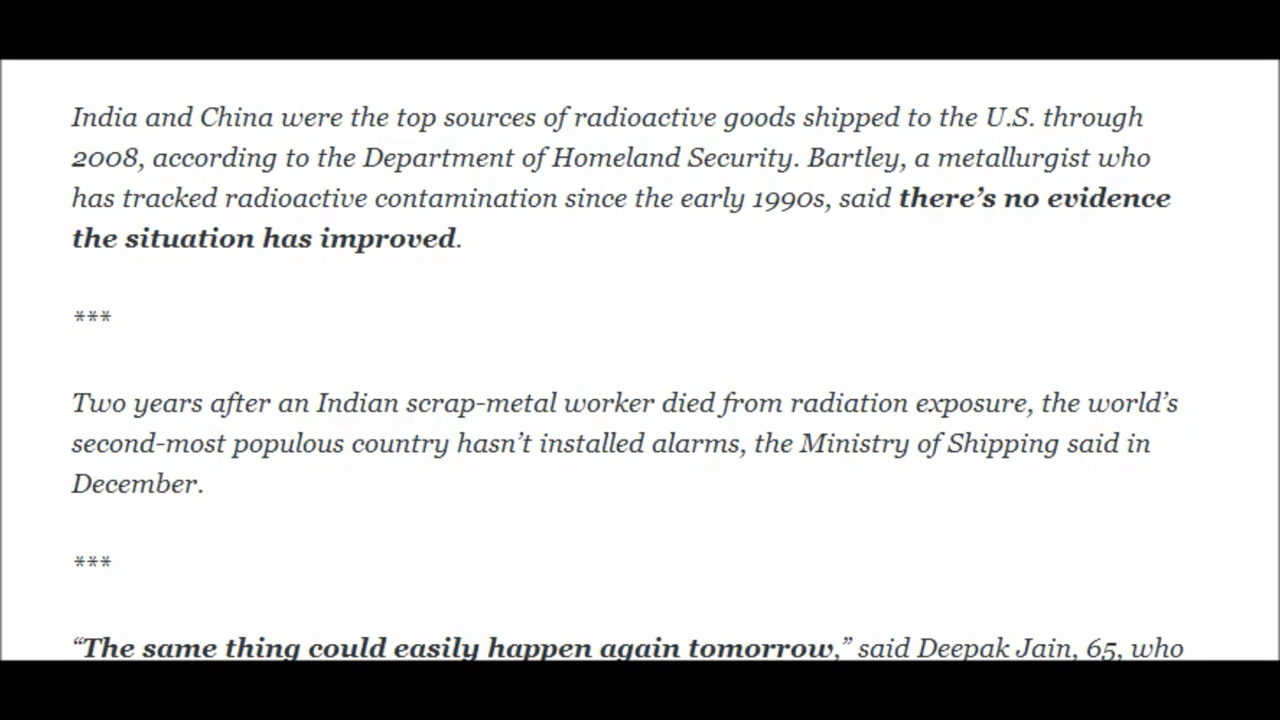 India and China were the top sources of radioactive goods shipped to the U.S. through
2008, according to the Department of Homeland Security. Bartley, a metallurgist who
has tracked radioactive contamination since the early 1990s, said there’s no evidence
the situation has improved.
***
Two years after an Indian scrap-metal worker died from radiation exposure, the world’s
second-most populous country hasn’t installed alarms, the Ministry of Shipping said in
December.
***
“The same thing could easily happen again tomorrow,” said Deepak Jain, 65, who